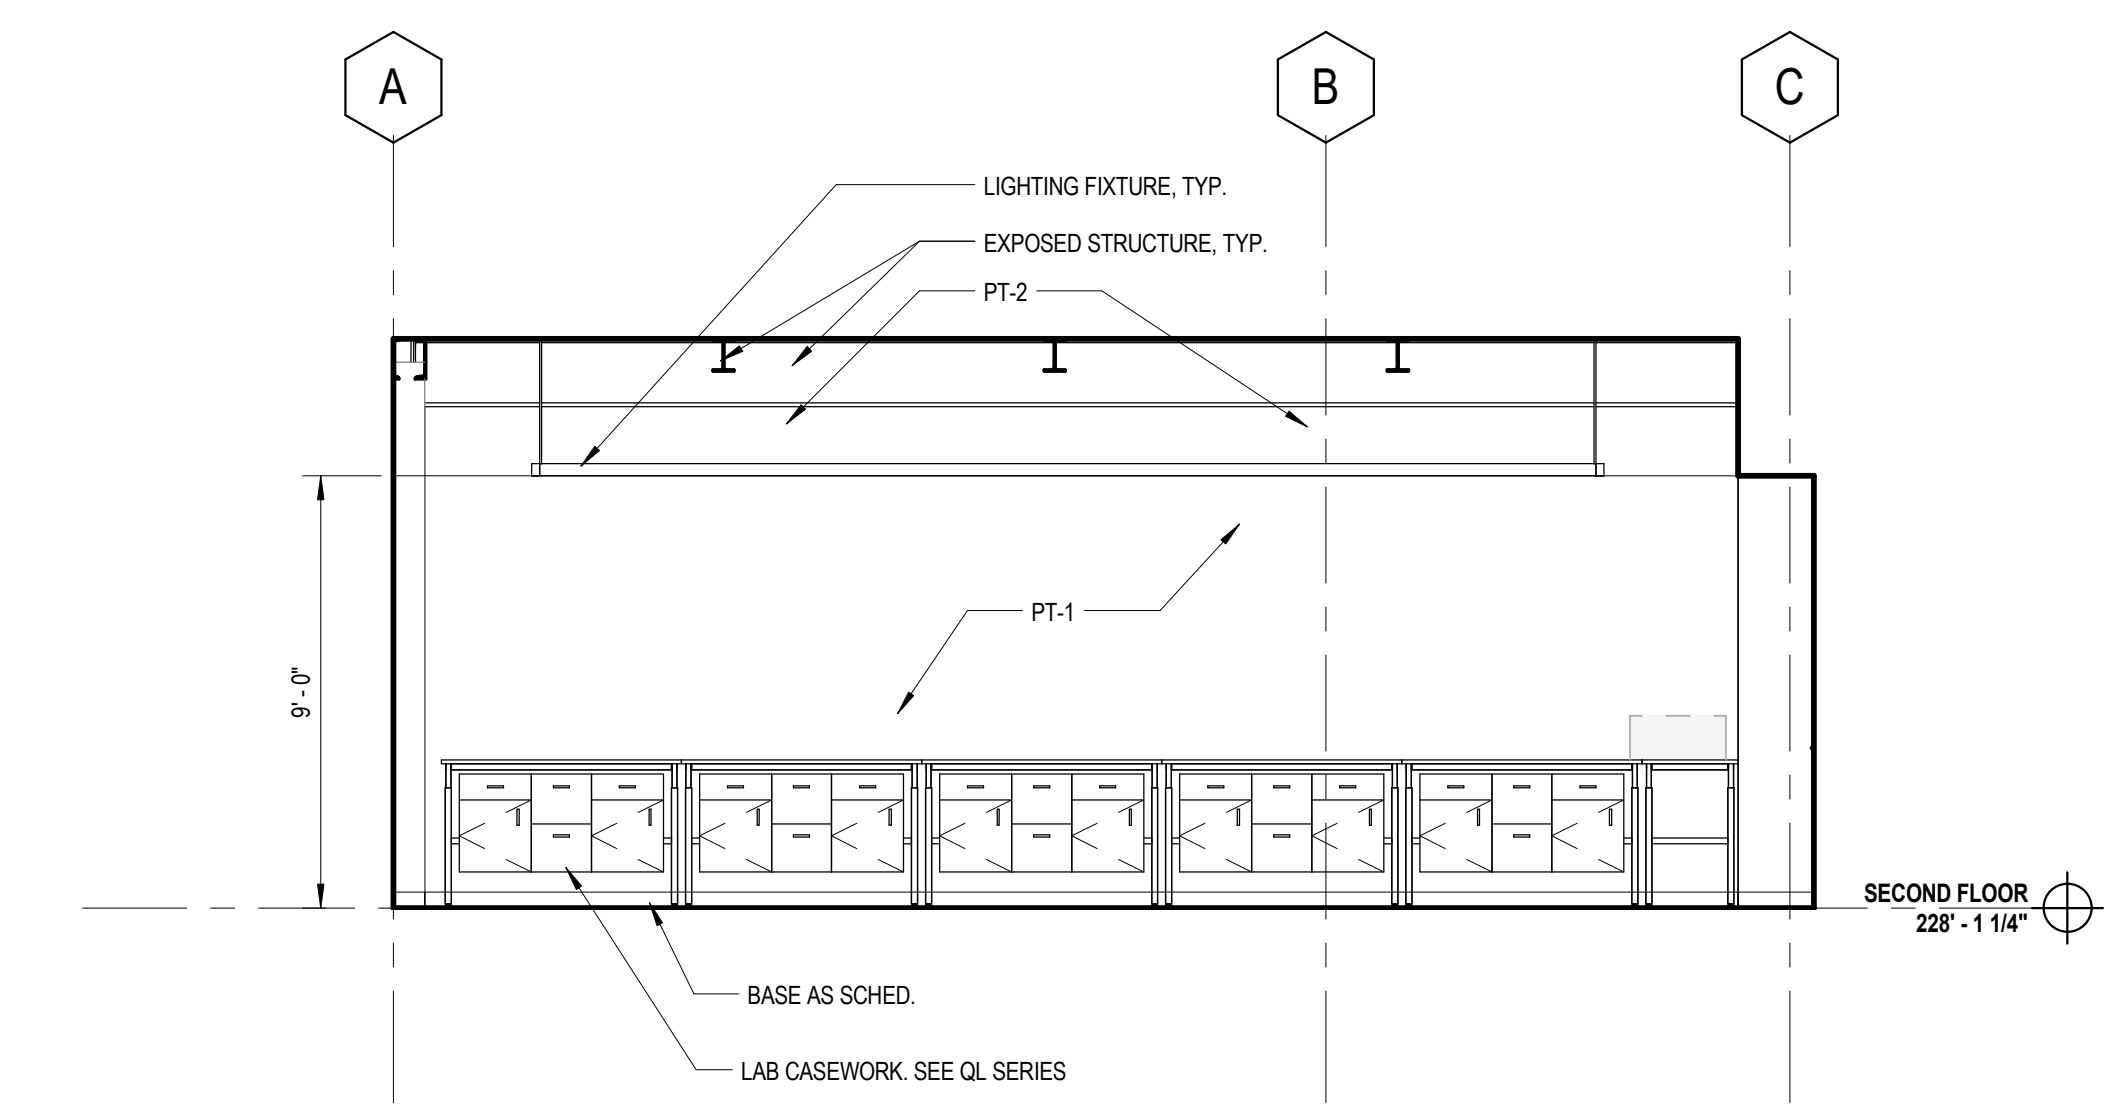 A
B
C
LIGHTING FIXTURE, TYP.
EXPOSED STRUCTURE, TYP.
PT-2
PT-1
9' - 0"
SECOND FLOOR
228' - 1 1/4"
BASE AS SCHED.
LAB CASEWORK. SEE QL SERIES